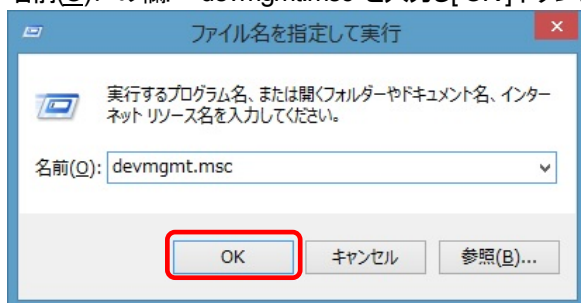 ファイル名を指定して実行
実行するプログラム名、または開くフォルダーやドキュメント名、インター
ネット リソース名を入力してください。
名前(O): devmgmt.msc
OK キャンセル 参照(B)...